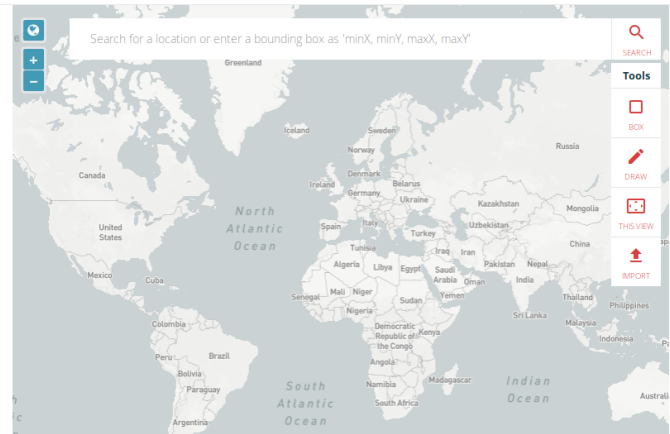 Search for a location or enter a bounding box as 'minX, minY, maxX, maxY'
SEARCH
Tools
BOX
DRAW
THIS VIEW
IMPORT
+
−
Greenland
Iceland
Sweden
Norway
Russia
Denmark
Ireland
Belarus
Germany
Ukraine
Canada
Kazakhstan
Mongolia
North
Atlantic
Ocean
United
States
Spain
Italy
Uzbekistan
Turkey
China
Tunisia
Iraq
Iran
Algeria
Libya
Egypt
Saudi
Arabia
Pakistan
Nepal
Mexico
Cuba
Oman
India
Senegal
Mali
Niger
Sudan
Yemen
Thailand
Philippines
Nigeria
Sri Lanka
Colombia
Democratic
Republic of
the Congo
Kenya
Malaysia
Indonesia
Peru
Brazil
Angola
Bolivia
Paraguay
Namibia
Madagascar
South
Atlantic
Ocean
Indian
Ocean
South Africa
Argentina
Australi